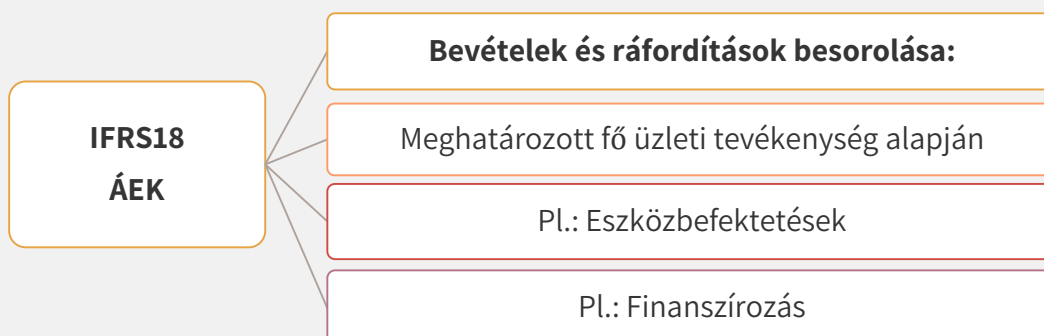 IFRS18
ÁEK
Bevételek és ráfordítások besorolása:
Meghatározott fő üzleti tevékenység alapján
Pl.: Eszközbefektetések
Pl.: Finanszírozás